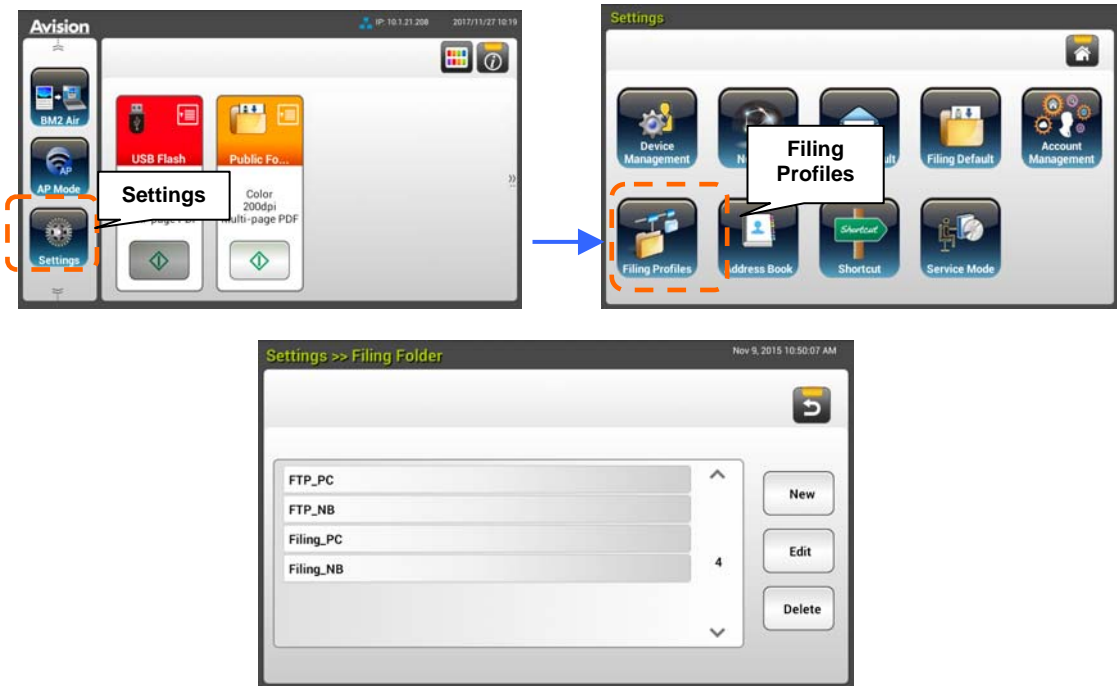 Avision
IP: 10.1.21.208 2017/11/27 10:19
BM2 Air
AP
AP Mode
Settings
USB Flash
Public Fo...
Color
200dpi
Multi-page PDF
Settings
Settings
Device
Management
Filing Default
Account
Management
Filing
Profiles
Filing Profiles
Address Book
Shortcut
Shortcut
Service Mode
Settings >> Filing Folder
Nov 9, 2015 10:50:07 AM
FTP_PC
FTP_NB
Filing_PC
Filing_NB
4
New
Edit
Delete